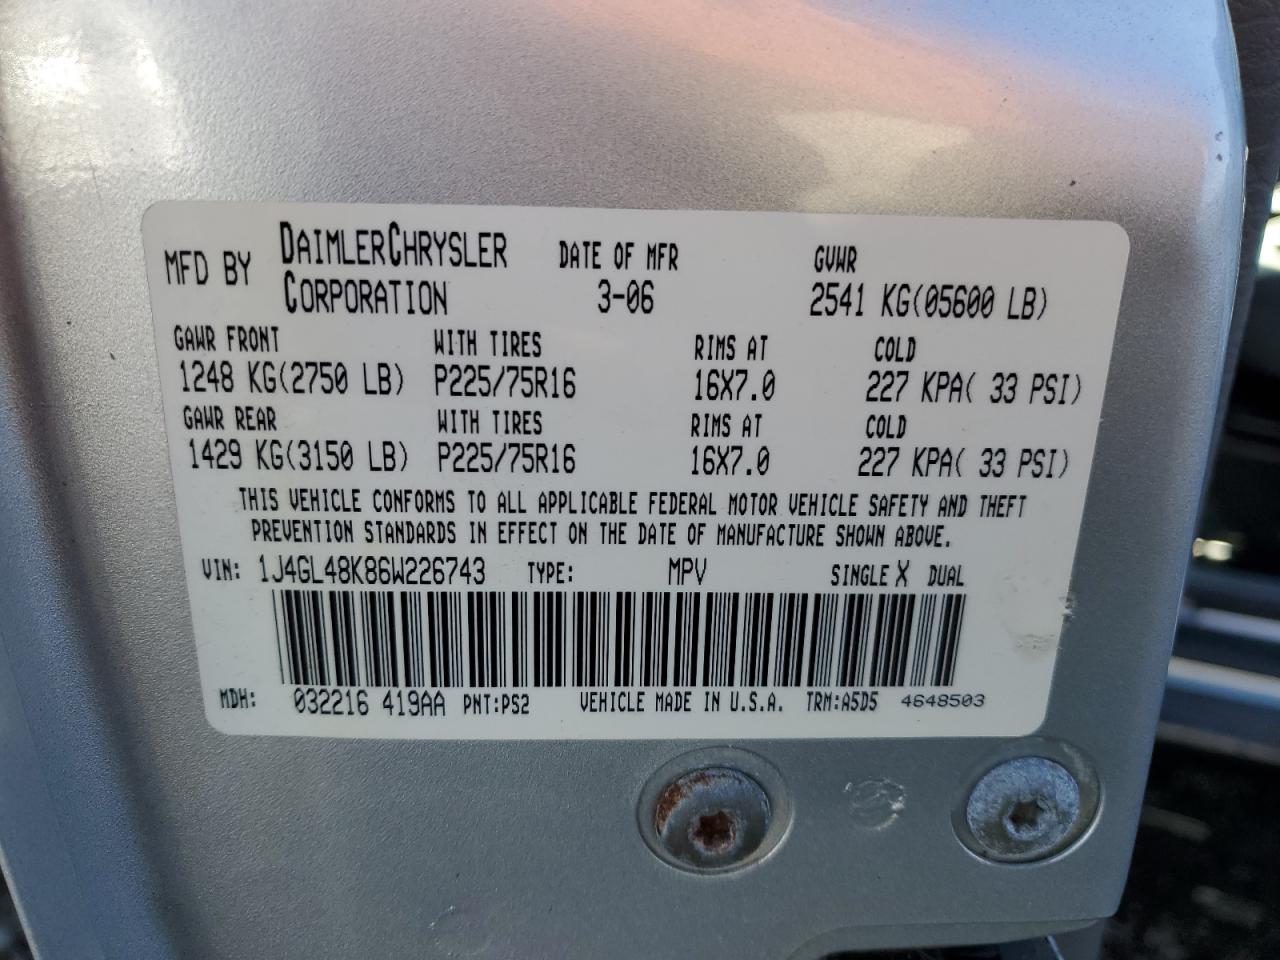 MFD BY DAIMLERCHRYSLER CORPORATION DATE OF MFR 3-06 GVWR 2541 KG(05600 LB)
GAWR FRONT WITH TIRES RIMS AT COLD
1248 KG(2750 LB) P225/75R16 16X7.0 227 KPA( 33 PSI)
GAWR REAR WITH TIRES RIMS AT COLD
1429 KG(3150 LB) P225/75R16 16X7.0 227 KPA( 33 PSI)
THIS VEHICLE CONFORMS TO ALL APPLICABLE FEDERAL MOTOR VEHICLE SAFETY AND THEFT
PREVENTION STANDARDS IN EFFECT ON THE DATE OF MANUFACTURE SHOWN ABOVE.
VIN: 1J4GL48K86W226743 TYPE: MPV SINGLE X DUAL
MDH: 032216 419AA PNT:PS2 VEHICLE MADE IN U.S.A. TRM:A5D5 4648503